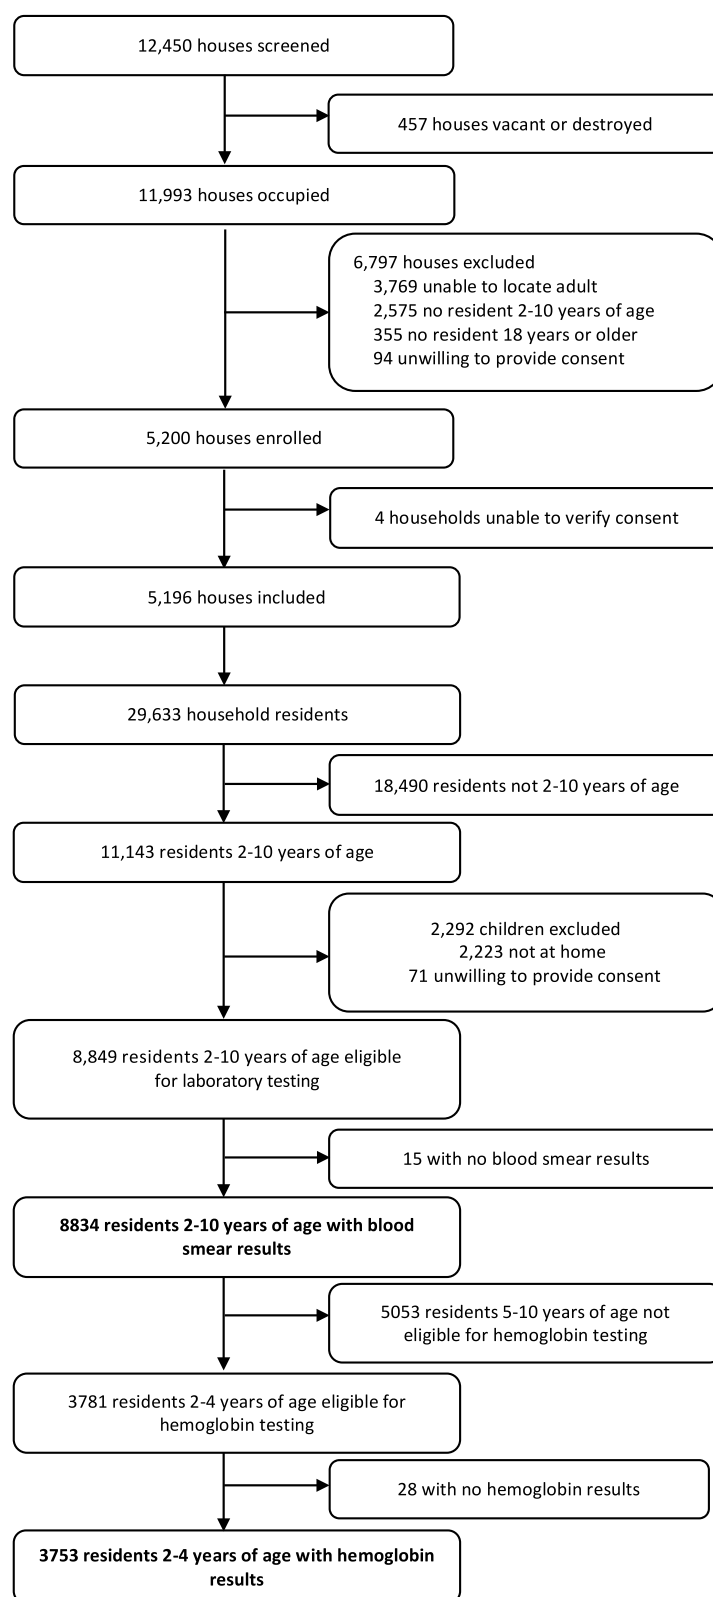 12,450 houses screened
457 houses vacant or destroyed
11,993 houses occupied
6,797 houses excluded
3,769 unable to locate adult
2,575 no resident 2-10 years of age
355 no resident 18 years or older
94 unwilling to provide consent
5,200 houses enrolled
4 households unable to verify consent
5,196 houses included
29,633 household residents
18,490 residents not 2-10 years of age
11,143 residents 2-10 years of age
2,292 children excluded
2,223 not at home
71 unwilling to provide consent
8,849 residents 2-10 years of age eligible
for laboratory testing
15 with no blood smear results
8834 residents 2-10 years of age with blood
smear results
5053 residents 5-10 years of age not
eligible for hemoglobin testing
3781 residents 2-4 years of age eligible for
hemoglobin testing
28 with no hemoglobin results
3753 residents 2-4 years of age with hemoglobin
results